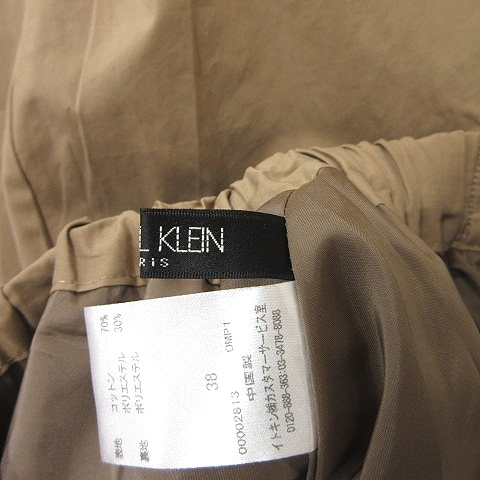 L KLEIN
RIS
表地 コットン 70%
ポリエステル 30%
裏地 ポリエステル
38 OMP1
00002813 中国製
イトキン㈱カスタマーサービス室
0120-888-363・03-3478-8088